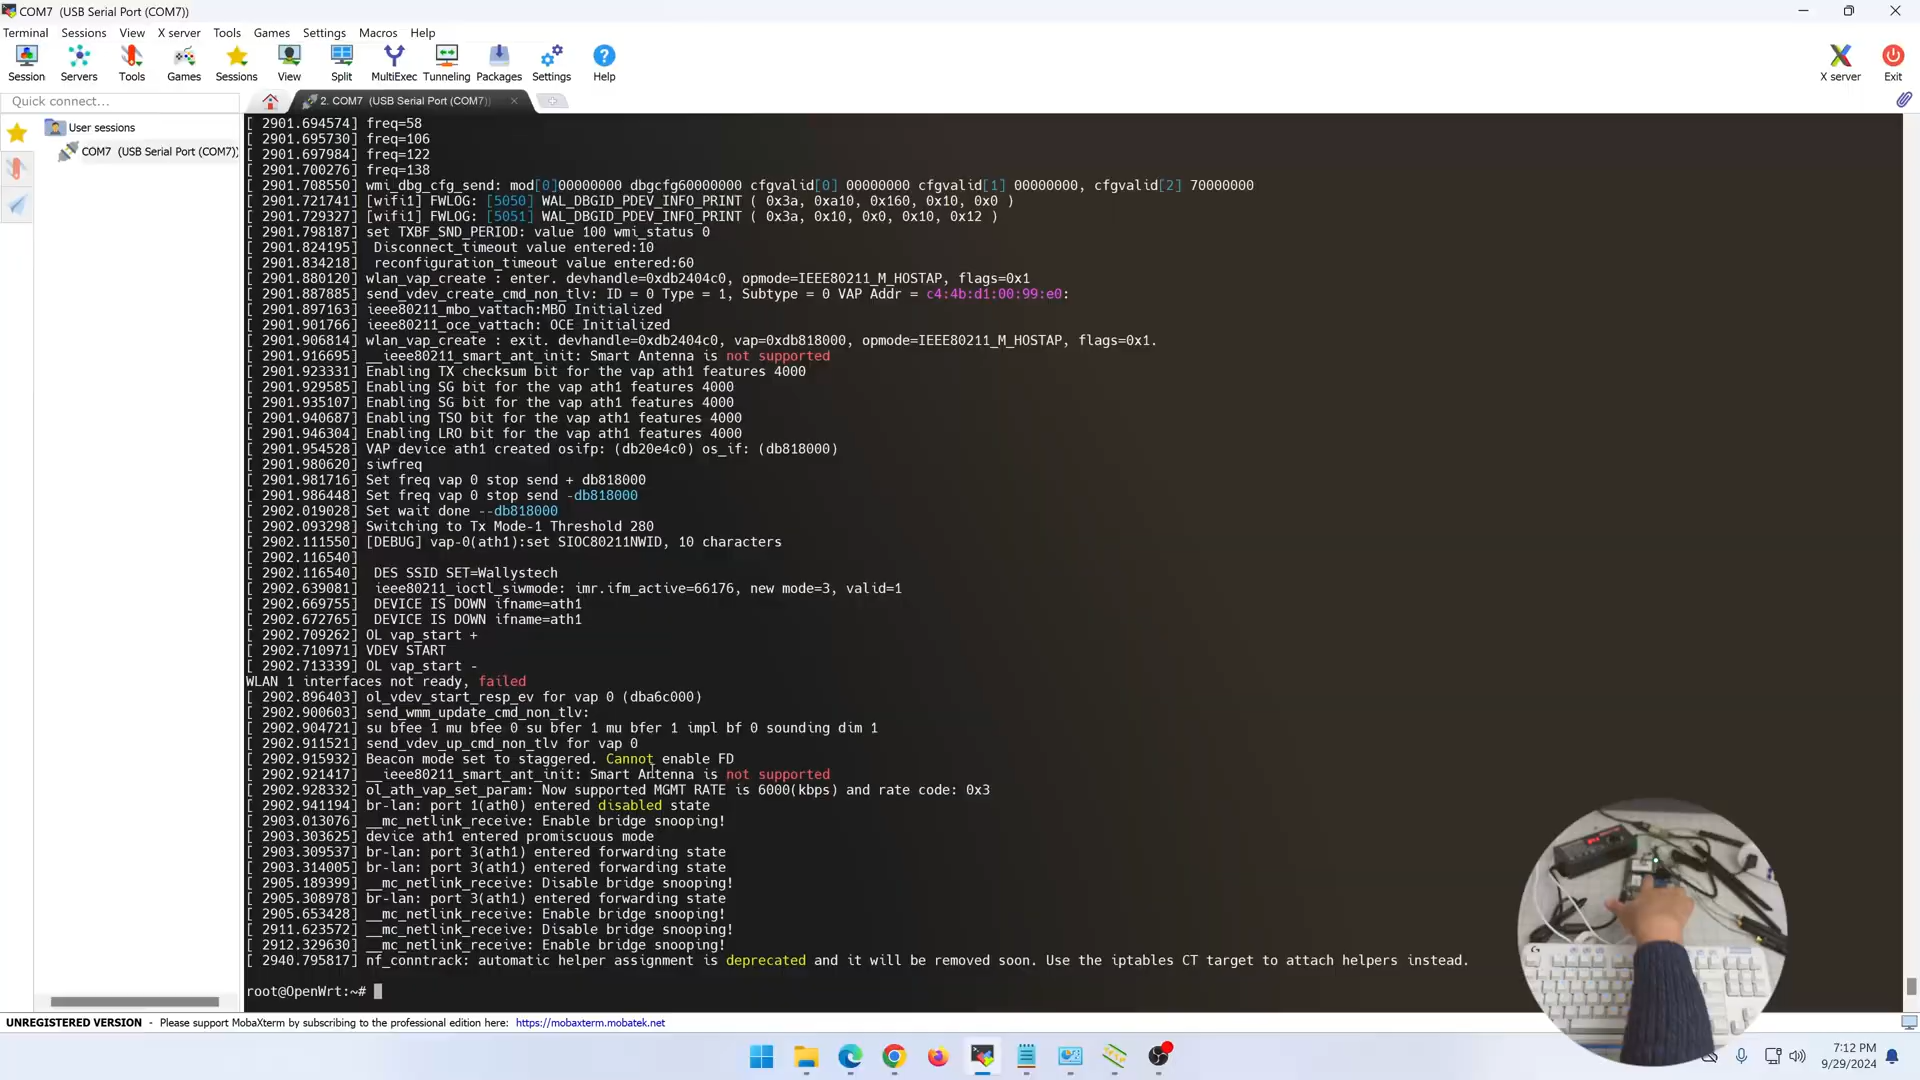 COM7 (USB Serial Port (COM7))
Terminal Sessions View X server Tools Games Settings Macros Help
Session Servers Tools Games Sessions View Split MultiExec Tunneling Packages Settings Help X server Exit
Quick connect...
2. COM7 (USB Serial Port (COM7))
User sessions
COM7 (USB Serial Port (COM7))
[ 2901.694574] freq=58
[ 2901.695730] freq=106
[ 2901.697984] freq=122
[ 2901.700276] freq=138
[ 2901.708550] wmi_dbg_cfg_send: mod[0]00000000 dbgcfg60000000 cfgvalid[0] 00000000 cfgvalid[1] 00000000, cfgvalid[2] 70000000
[ 2901.721741] [wifi1] FWLOG: [5050] WAL_DBGID_PDEV_INFO_PRINT ( 0x3a, 0xa10, 0x160, 0x10, 0x0 )
[ 2901.729327] [wifi1] FWLOG: [5051] WAL_DBGID_PDEV_INFO_PRINT ( 0x3a, 0x10, 0x0, 0x10, 0x12 )
[ 2901.798187] set TXBF_SND_PERIOD: value 100 wmi_status 0
[ 2901.824195]  Disconnect_timeout value entered:10
[ 2901.834218]  reconfiguration_timeout value entered:60
[ 2901.880120] wlan_vap_create : enter. devhandle=0xdb2404c0, opmode=IEEE80211_M_HOSTAP, flags=0x1
[ 2901.887885] send_vdev_create_cmd_non_tlv: ID = 0 Type = 1, Subtype = 0 VAP Addr = c4:4b:d1:00:99:e0:
[ 2901.897163] ieee80211_mbo_vattach:MBO Initialized
[ 2901.901766] ieee80211_oce_vattach: OCE Initialized
[ 2901.906814] wlan_vap_create : exit. devhandle=0xdb2404c0, vap=0xdb818000, opmode=IEEE80211_M_HOSTAP, flags=0x1.
[ 2901.916695] __ieee80211_smart_ant_init: Smart Antenna is not supported
[ 2901.923331] Enabling TX checksum bit for the vap ath1 features 4000
[ 2901.929585] Enabling SG bit for the vap ath1 features 4000
[ 2901.935107] Enabling SG bit for the vap ath1 features 4000
[ 2901.940687] Enabling TSO bit for the vap ath1 features 4000
[ 2901.946304] Enabling LRO bit for the vap ath1 features 4000
[ 2901.954528] VAP device ath1 created osifp: (db20e4c0) os_if: (db818000)
[ 2901.980620] siwfreq
[ 2901.981716] Set freq vap 0 stop send + db818000
[ 2901.986448] Set freq vap 0 stop send -db818000
[ 2902.019028] Set wait done --db818000
[ 2902.093298] Switching to Tx Mode-1 Threshold 280
[ 2902.111550] [DEBUG] vap-0(ath1):set SIOC80211NWID, 10 characters
[ 2902.116540]
[ 2902.116540]  DES SSID SET=Wallystech
[ 2902.639081]  ieee80211_ioctl_siwmode: imr.ifm_active=66176, new mode=3, valid=1
[ 2902.669755]  DEVICE IS DOWN ifname=ath1
[ 2902.672765]  DEVICE IS DOWN ifname=ath1
[ 2902.709262] OL vap_start +
[ 2902.710971] VDEV START
[ 2902.713339] OL vap_start -
WLAN 1 interfaces not ready, failed
[ 2902.896403] ol_vdev_start_resp_ev for vap 0 (dba6c000)
[ 2902.900603] send_wmm_update_cmd_non_tlv:
[ 2902.904721] su bfee 1 mu bfee 0 su bfer 1 mu bfer 1 impl bf 0 sounding dim 1
[ 2902.911521] send_vdev_up_cmd_non_tlv for vap 0
[ 2902.915932] Beacon mode set to staggered. Cannot enable FD
[ 2902.921417] __ieee80211_smart_ant_init: Smart Antenna is not supported
[ 2902.928332] ol_ath_vap_set_param: Now supported MGMT RATE is 6000(kbps) and rate code: 0x3
[ 2902.941194] br-lan: port 1(ath0) entered disabled state
[ 2903.013076] __mc_netlink_receive: Enable bridge snooping!
[ 2903.303625] device ath1 entered promiscuous mode
[ 2903.309537] br-lan: port 3(ath1) entered forwarding state
[ 2903.314005] br-lan: port 3(ath1) entered forwarding state
[ 2905.189399] __mc_netlink_receive: Disable bridge snooping!
[ 2905.308978] br-lan: port 3(ath1) entered forwarding state
[ 2905.653428] __mc_netlink_receive: Enable bridge snooping!
[ 2911.623572] __mc_netlink_receive: Disable bridge snooping!
[ 2912.329630] __mc_netlink_receive: Enable bridge snooping!
[ 2940.795817] nf_conntrack: automatic helper assignment is deprecated and it will be removed soon. Use the iptables CT target to attach helpers instead.
root@OpenWrt:~#
UNREGISTERED VERSION - Please support MobaXterm by subscribing to the professional edition here: https://mobaxterm.mobatek.net
7:12 PM
9/29/2024